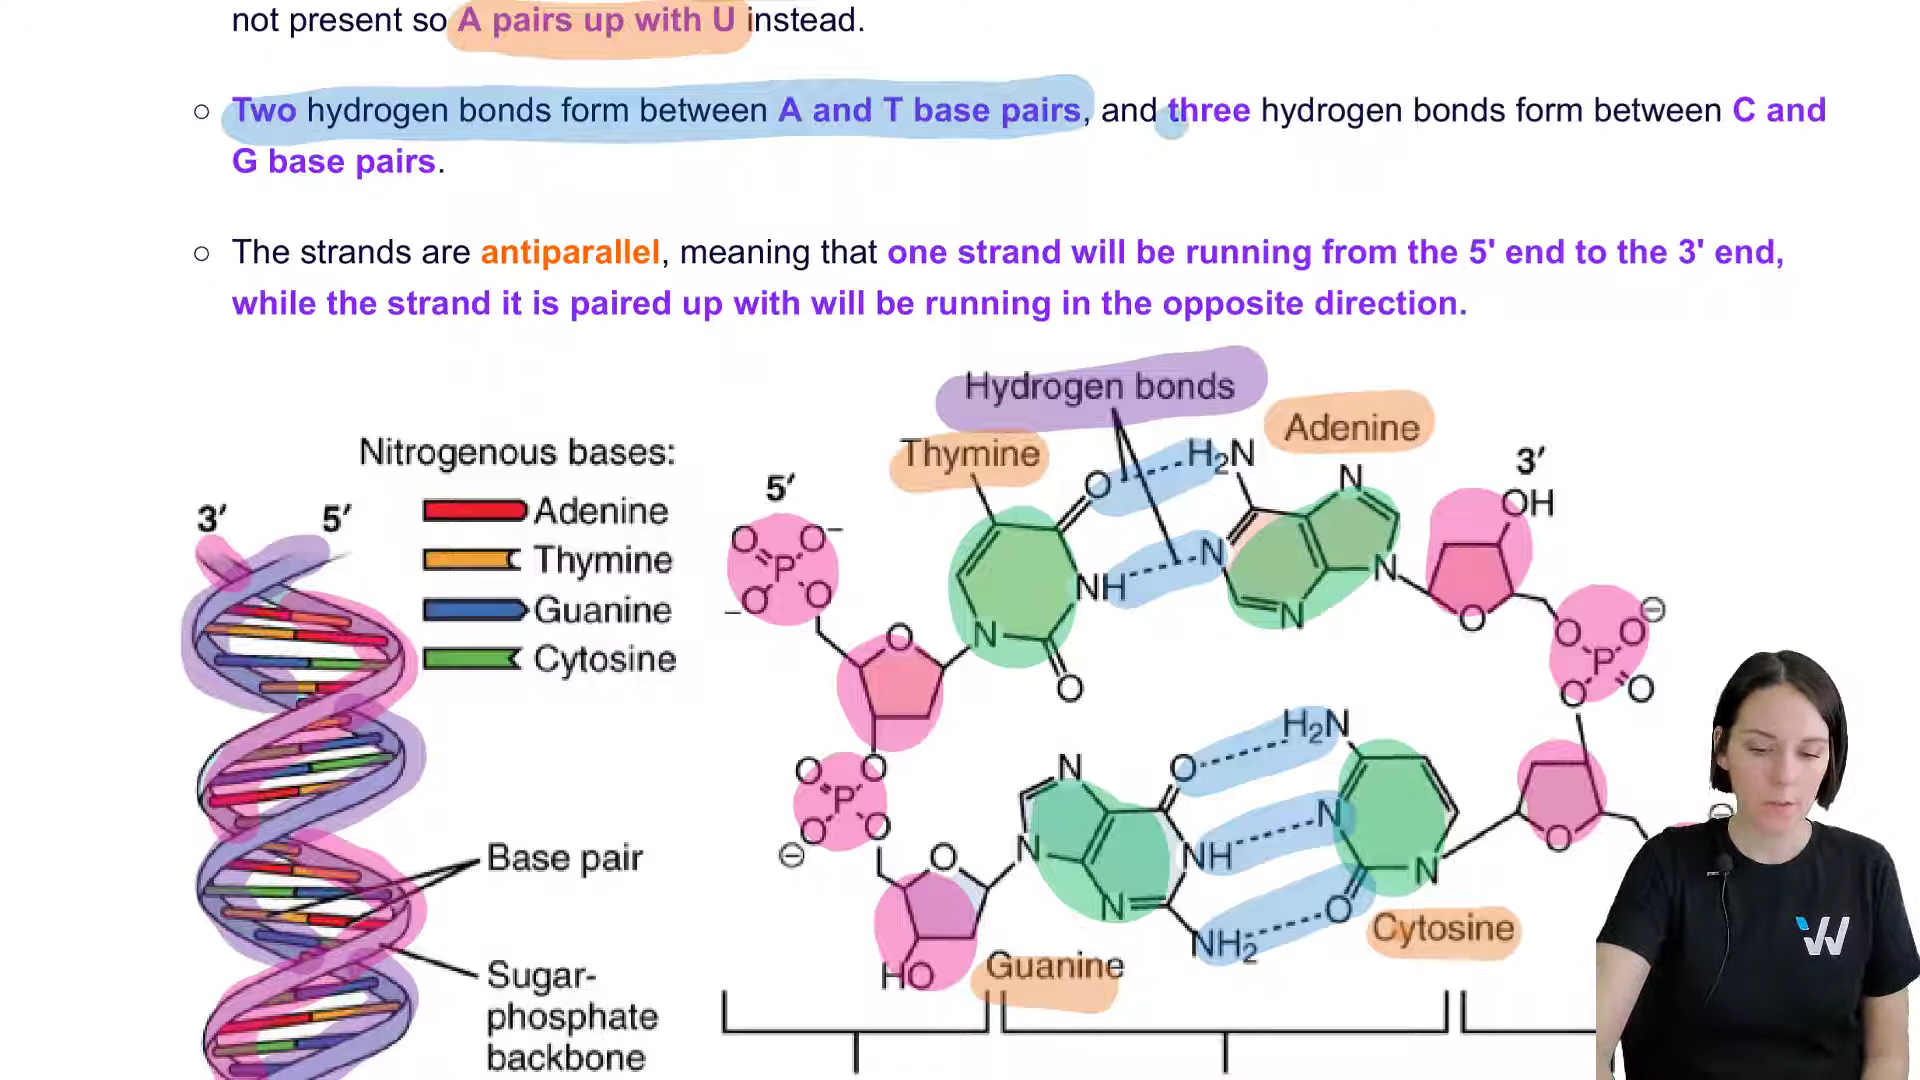 not present so A pairs up with U instead.
○ Two hydrogen bonds form between A and T base pairs, and three hydrogen bonds form between C and
G base pairs.
○ The strands are antiparallel, meaning that one strand will be running from the 5' end to the 3' end,
while the strand it is paired up with will be running in the opposite direction.
Hydrogen bonds
Adenine
Thymine
Nitrogenous bases:
Adenine
Thymine
Guanine
Cytosine
3′ 5′
5′
3′
O H₂N N OH
O O⁻ P ⁻O O
NH N N N O
N O O
O P⁻ O O ⊖
O P O O ⊖
N O H₂N
N NH N N O
N NH₂ O
O HO
O
Base pair
Sugar-
phosphate
backbone
Guanine
Cytosine
W